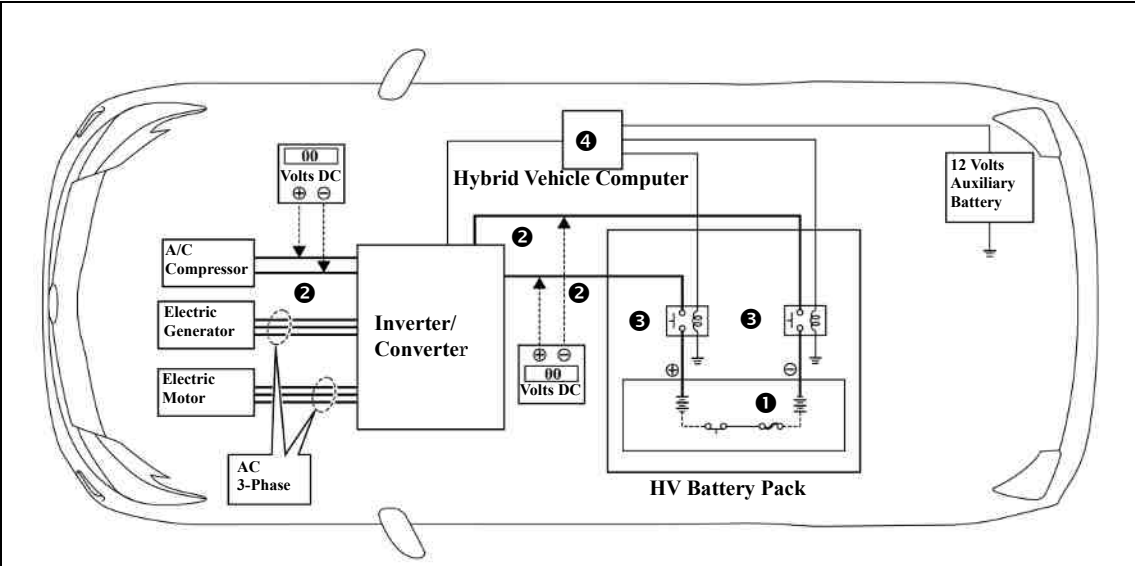 ❹
Hybrid Vehicle Computer
12 Volts
Auxiliary
Battery
00
Volts DC
⊕ ⊖
❷
A/C
Compressor
❷
❷
Electric
Generator
Inverter/
Converter
❸
❸
⊕ ⊖
00
Volts DC
⊕
⊖
Electric
Motor
❶
AC
3-Phase
HV Battery Pack